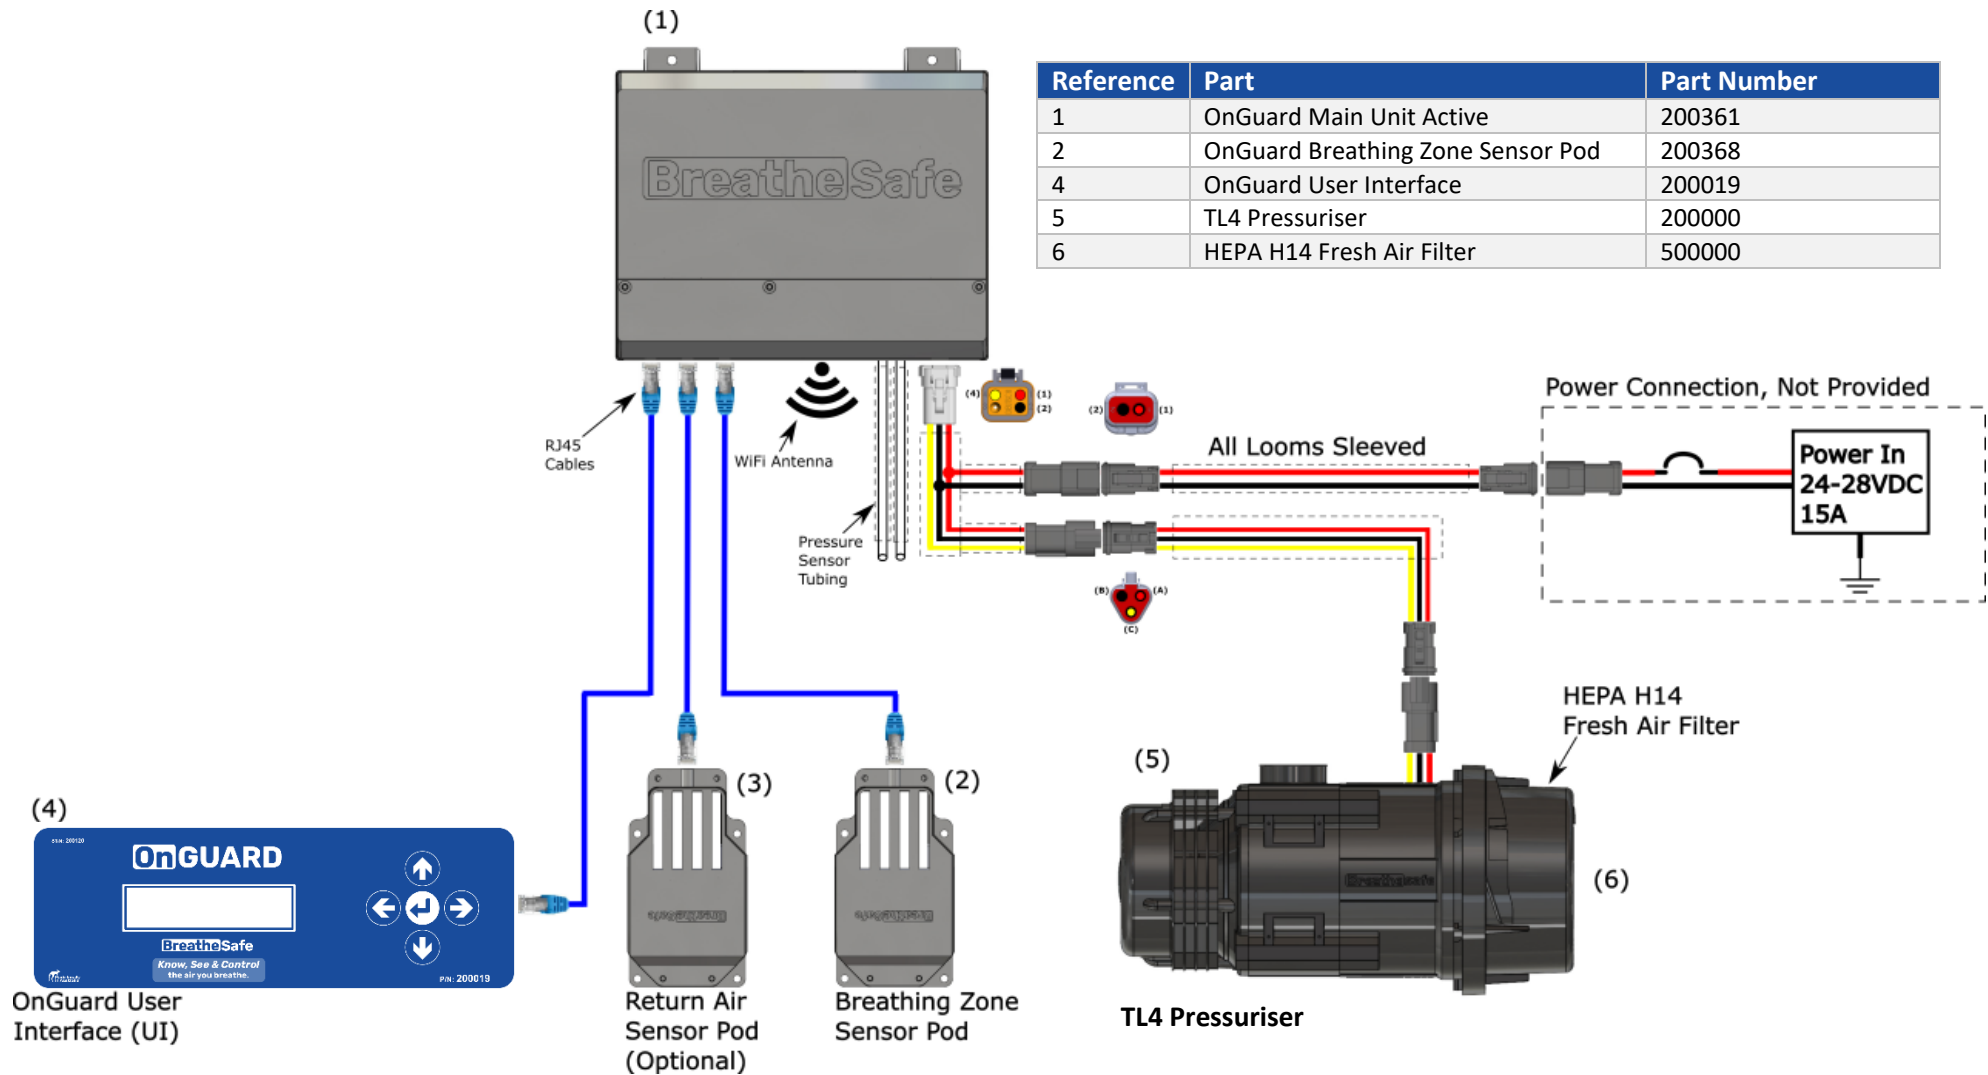 (1)
Reference Part Part Number
1 OnGuard Main Unit Active 200361
2 OnGuard Breathing Zone Sensor Pod 200368
4 OnGuard User Interface 200019
5 TL4 Pressuriser 200000
6 HEPA H14 Fresh Air Filter 500000
BreatheSafe
RJ45
Cables
WiFi Antenna
Pressure
Sensor
Tubing
(4) (1)
(2)
(2) (1)
All Looms Sleeved
Power Connection, Not Provided
Power In
24-28VDC
15A
(B) (A)
(C)
HEPA H14
Fresh Air Filter
(5)
(6)
BreatheSafe
TL4 Pressuriser
(3)
BreatheSafe
Return Air
Sensor Pod
(Optional)
(2)
BreatheSafe
Breathing Zone
Sensor Pod
(4)
OnGUARD
BreatheSafe
Know, See & Control
the air you breathe.
P/N: 200019
OnGuard User
Interface (UI)